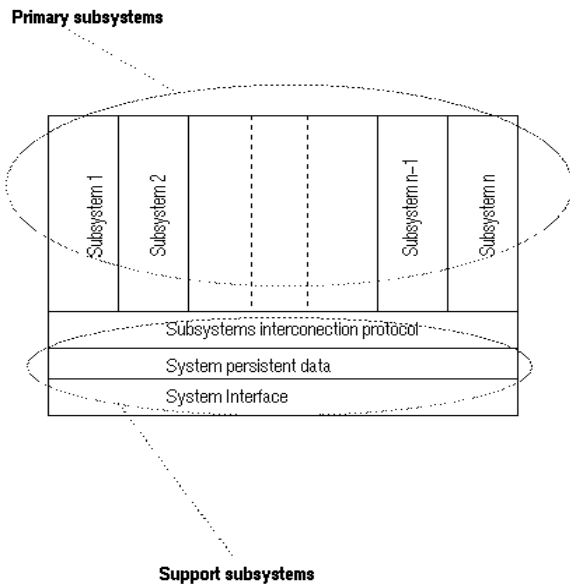 Primary subsystems
Subsystem 1
Subsystem 2
Subsystem n-1
Subsystem n
Subsystems interconection protocol
System persistent data
System Interface
Support subsystems